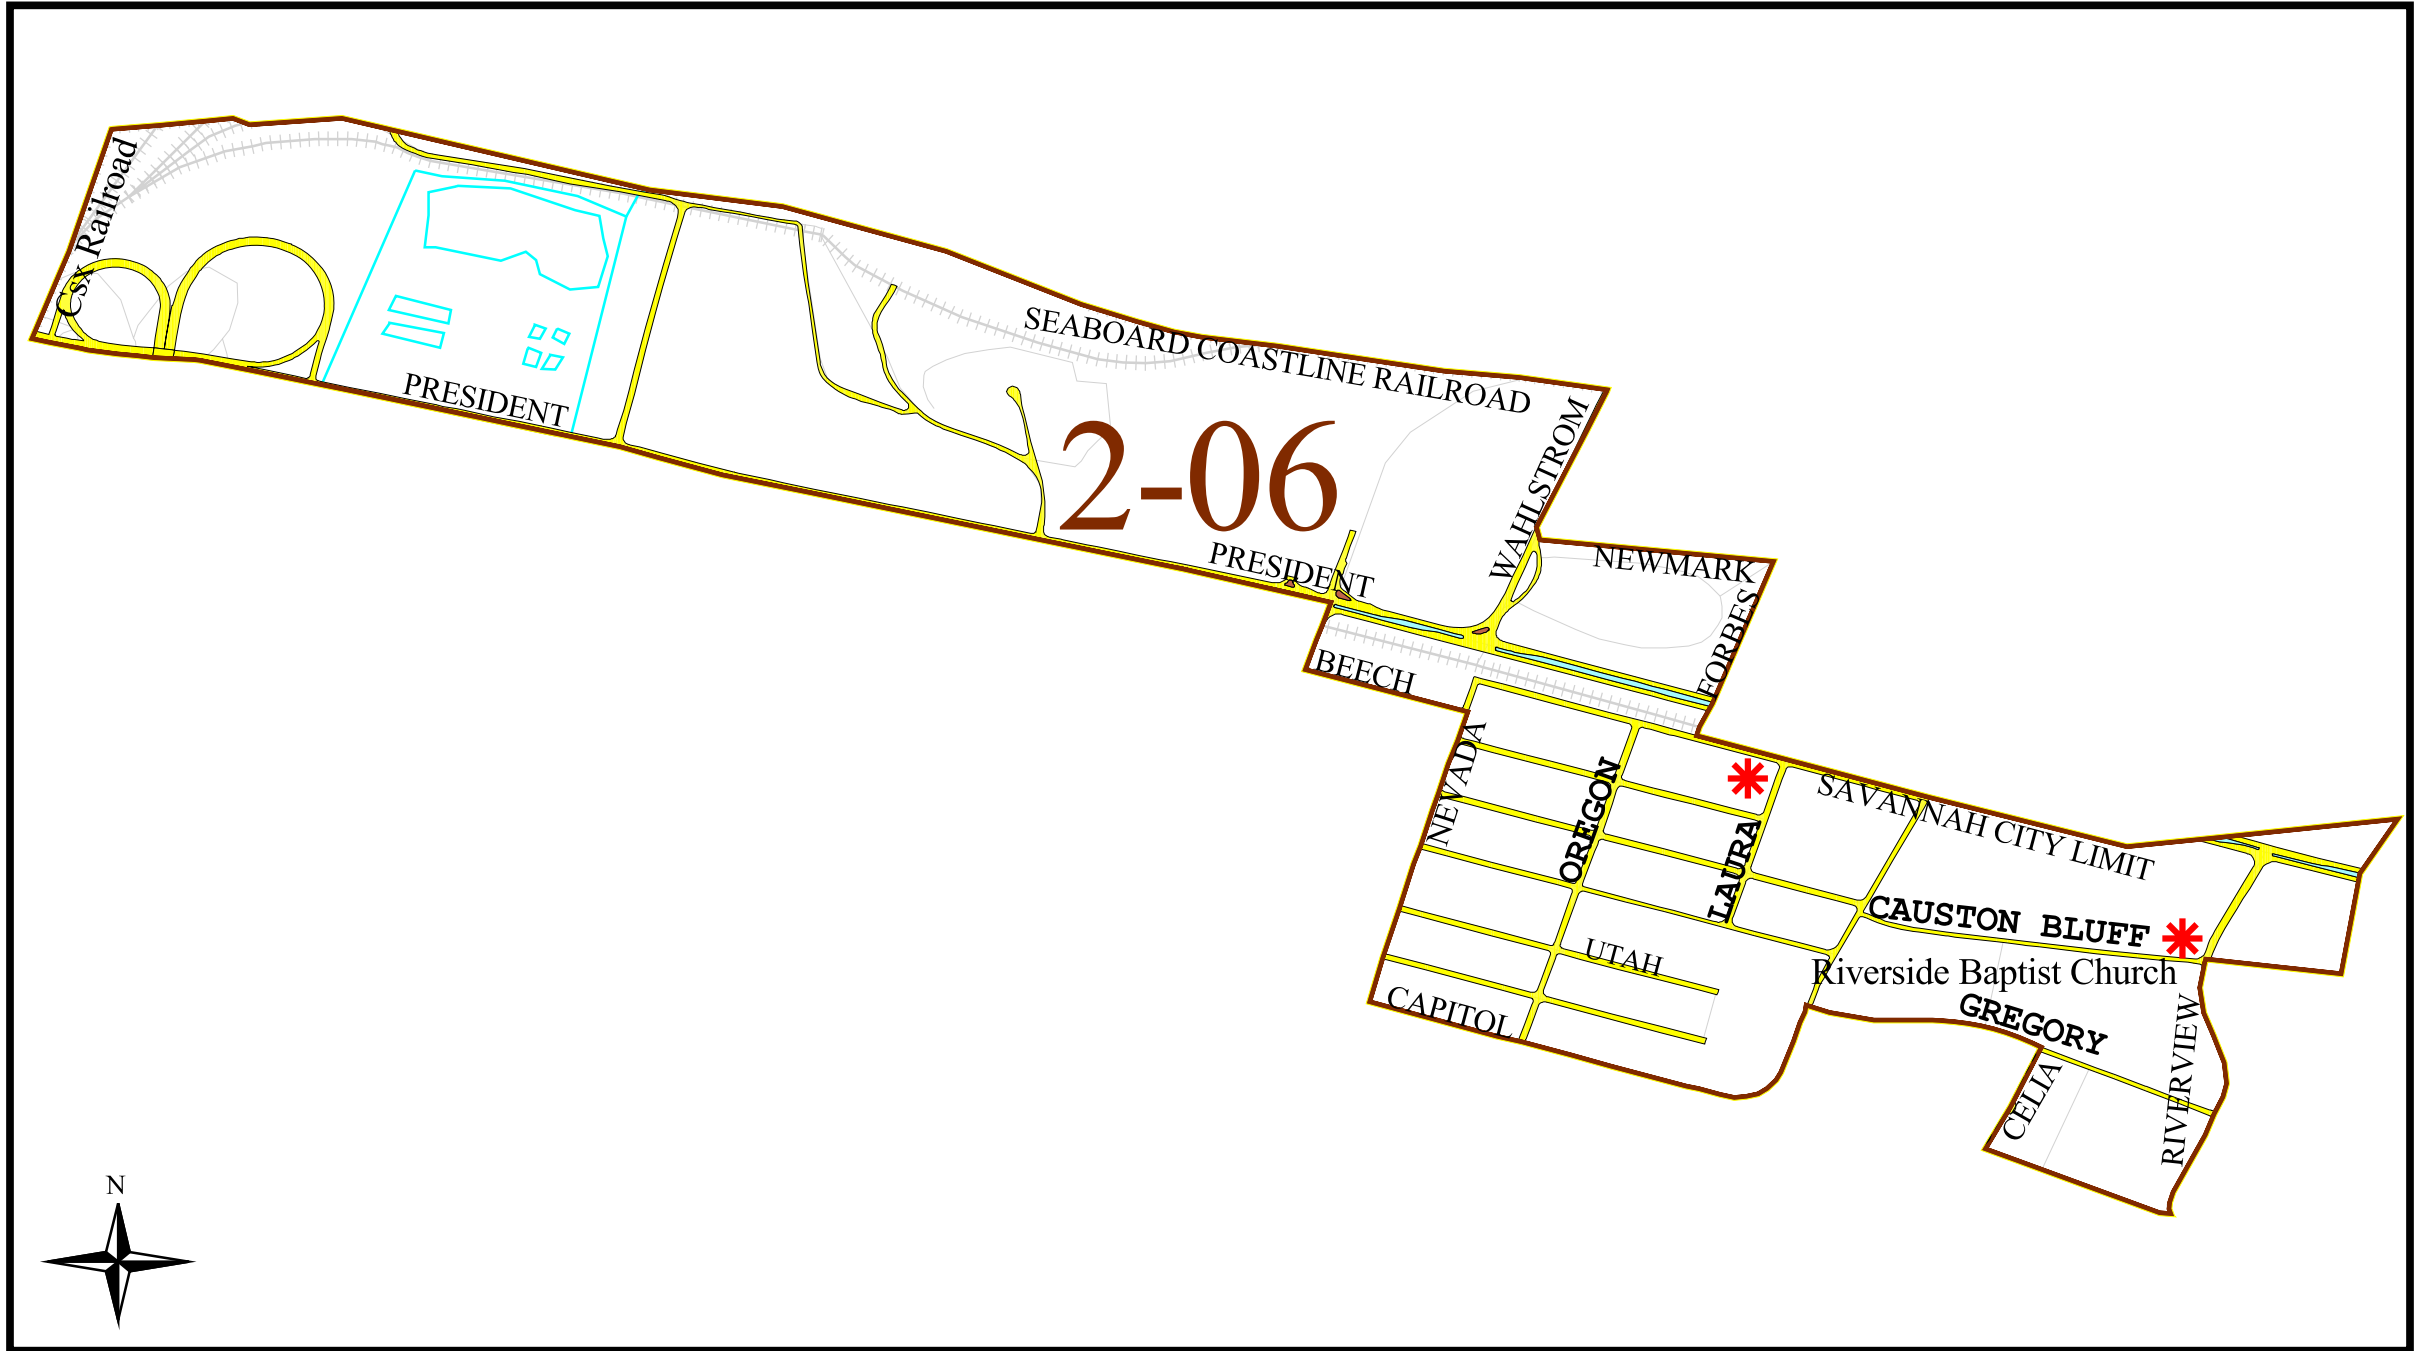 Csx Railroad
PRESIDENT
SEABOARD COASTLINE RAILROAD
2-06
WAHLSTROM
PRESIDENT
NEWMARK
FORBES
BEECH
NEVADA
OREGON
LAURA
SAVANNAH CITY LIMIT
CAUSTON BLUFF
Riverside Baptist Church
UTAH
CAPITOL
GREGORY
CELIA
RIVERVIEW
N